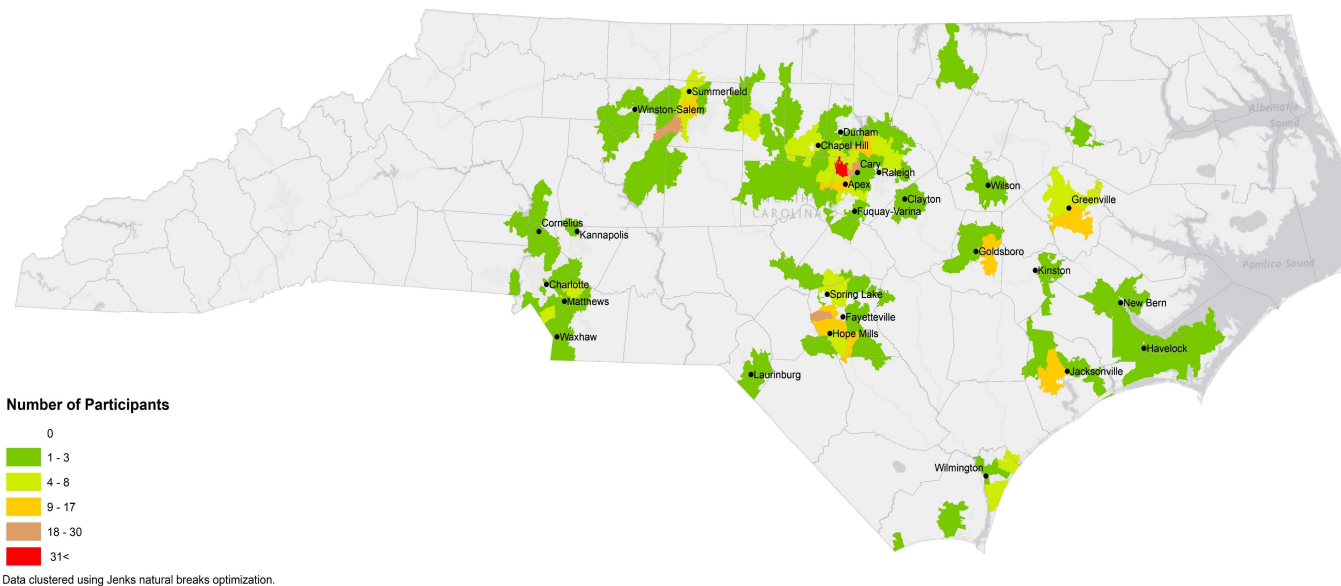 Albemarle
Sound
Summerfield
Winston-Salem
Durham
Chapel Hill
Cary
Raleigh
Apex
Wilson
Clayton
Greenville
CAROLINA
Fuquay-Varina
Cornelius
Kannapolis
Goldsboro
Pamlico Sound
Kinston
Charlotte
Spring Lake
Matthews
New Bern
Fayetteville
Hope Mills
Waxhaw
Havelock
Laurinburg
Jacksonville
Wilmington
Number of Participants
0
1 - 3
4 - 8
9 - 17
18 - 30
31<
Data clustered using Jenks natural breaks optimization.